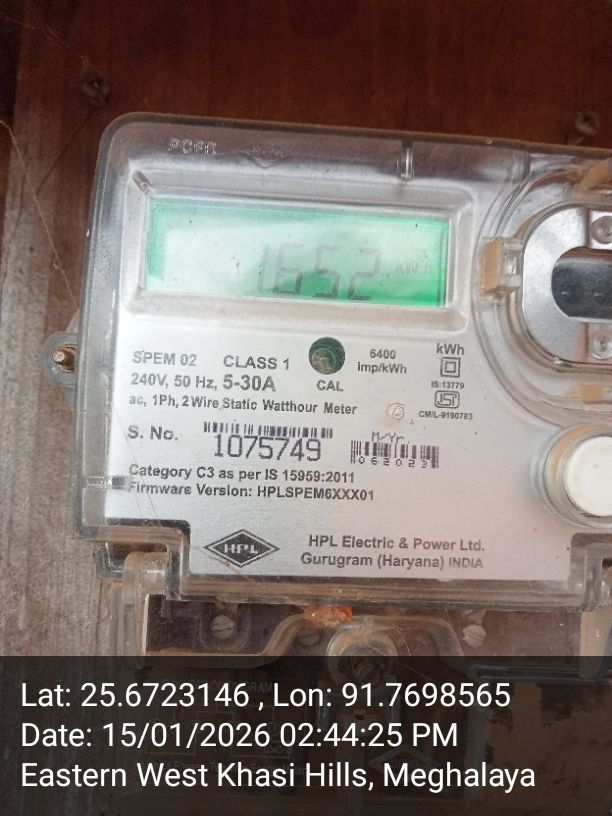 1652 kWh
SPEM 02 CLASS 1
6400
imp/kWh
kWh
240V, 50 Hz, 5-30A
CAL
IS:13779
ac, 1Ph, 2 Wire Static Watthour Meter
CM/L-9190783
S. No. 1075749
M/Yr.
062023
Category C3 as per IS 15959:2011
Firmware Version: HPLSPEM6XXX01
HPL
HPL Electric & Power Ltd.
Gurugram (Haryana) INDIA
Lat: 25.6723146 , Lon: 91.7698565
Date: 15/01/2026 02:44:25 PM
Eastern West Khasi Hills, Meghalaya